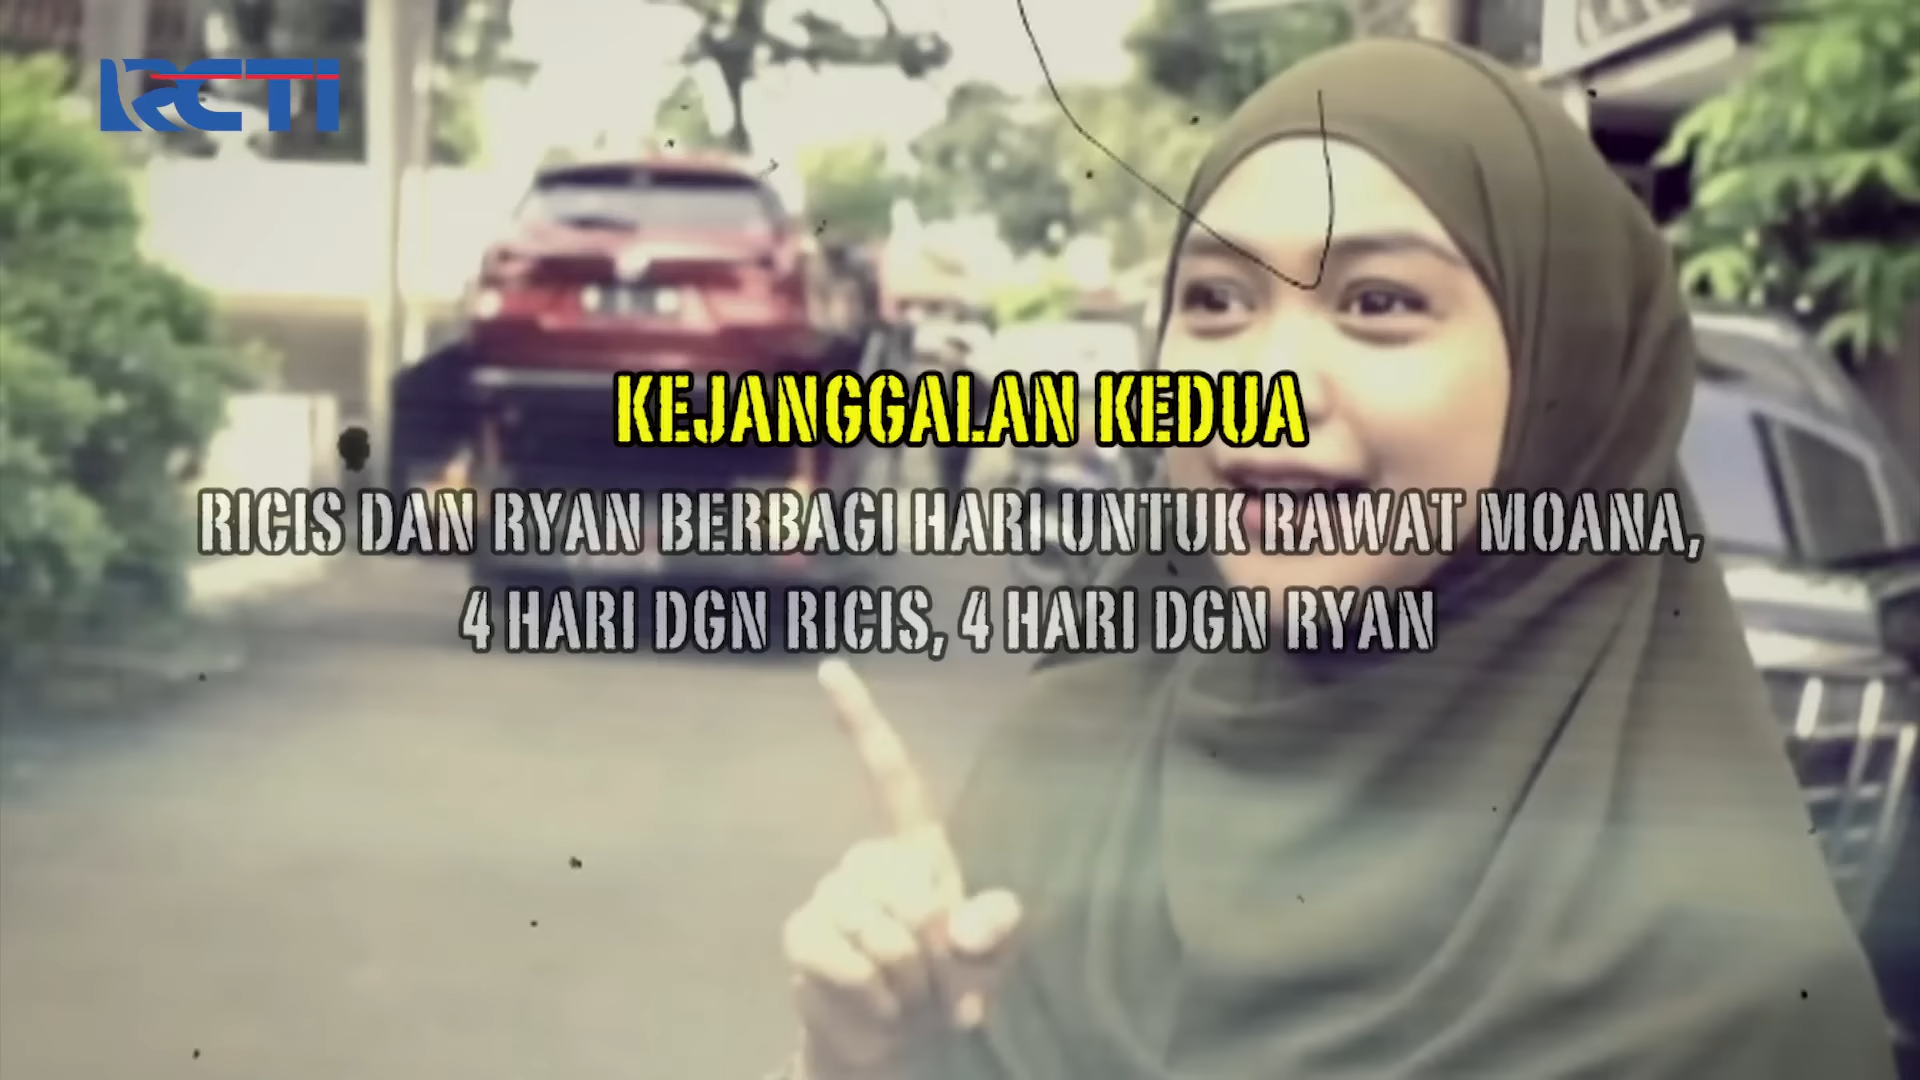 RCTI
KEJANGGALAN KEDUA
RICIS DAN RYAN BERBAGI HARI UNTUK RAWAT MOANA,
4 HARI DGN RICIS, 4 HARI DGN RYAN